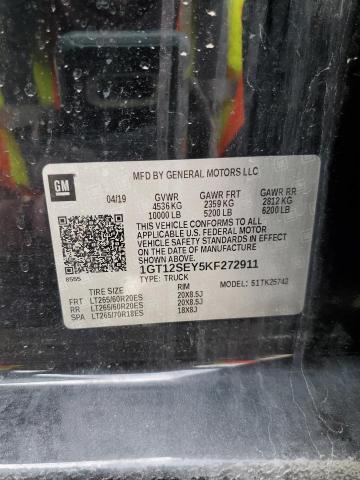 MFD BY GENERAL MOTORS LLC
GM
04/19 GVWR GAWR FRT GAWR RR
4536 KG 2359 KG 2812 KG
10000 LB 5200 LB 6200 LB
THIS VEHICLE CONFORMS TO ALL APPLICABLE
U.S. FEDERAL MOTOR VEHICLE SAFETY
STANDARDS IN EFFECT ON THE DATE OF
MANUFACTURE SHOWN ABOVE.
1GT12SEY5KF272911
8505 TYPE: TRUCK 51TK25742
TIRE SIZE RIM
FRT LT265/60R20ES 20X8.5J
RR LT265/60R20ES 20X8.5J
SPA LT265/70R18ES 18X8J